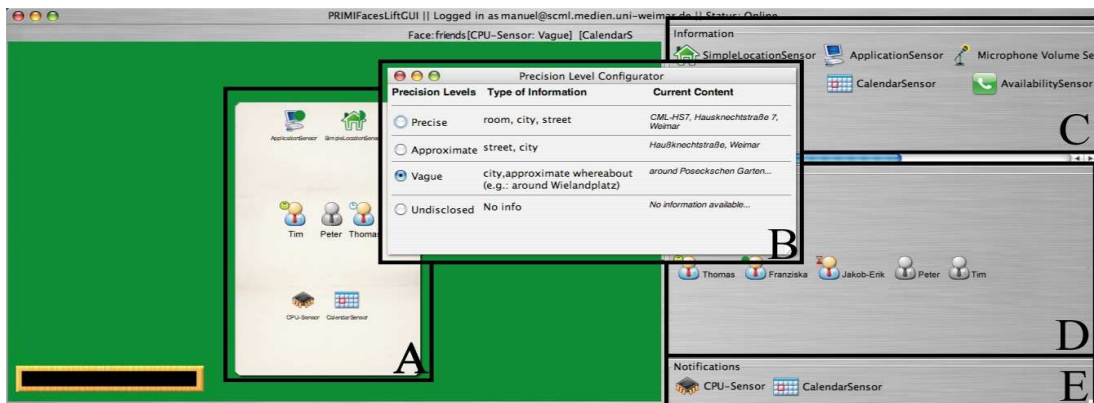 PRIMIFacesLiftGUI || Logged in as manuel@scml.medien.uni-weimar.de || Status: Online
Face: friends[CPU-Sensor: Vague] [CalendarS
ApplicationSensor SimpleLocationSensor
Tim Peter Thomas
CPU-Sensor CalendarSensor
A
Precision Level Configurator
Precision Levels Type of Information Current Content
Precise room, city, street CML-HS7, Hausknechtstraße 7,
Weimar
Approximate street, city Haußknechtstraße, Weimar
Vague city,approximate whereabout around Poseckschen Garten...
(e.g.: around Wielandplatz)
Undisclosed No info No information available...
B
Information
SimpleLocationSensor ApplicationSensor Microphone Volume Se
CalendarSensor AvailabilitySensor
C
Thomas Franziska Jakob-Erik Peter Tim
D
Notifications
CPU-Sensor CalendarSensor
E